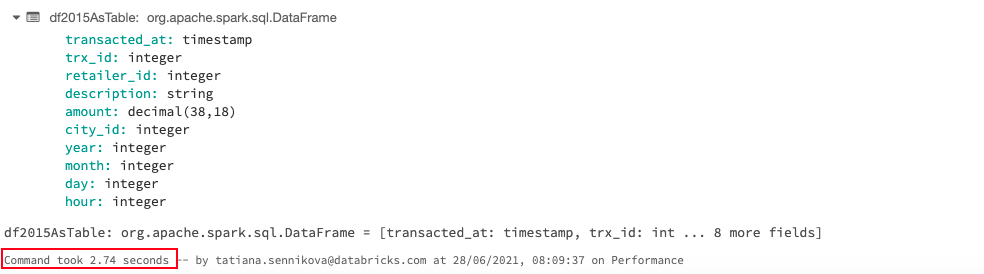 df2015AsTable: org.apache.spark.sql.DataFrame
transacted_at: timestamp
trx_id: integer
retailer_id: integer
description: string
amount: decimal(38,18)
city_id: integer
year: integer
month: integer
day: integer
hour: integer
df2015AsTable: org.apache.spark.sql.DataFrame = [transacted_at: timestamp, trx_id: int ... 8 more fields]
Command took 2.74 seconds -- by tatiana.sennikova@databricks.com at 28/06/2021, 08:09:37 on Performance